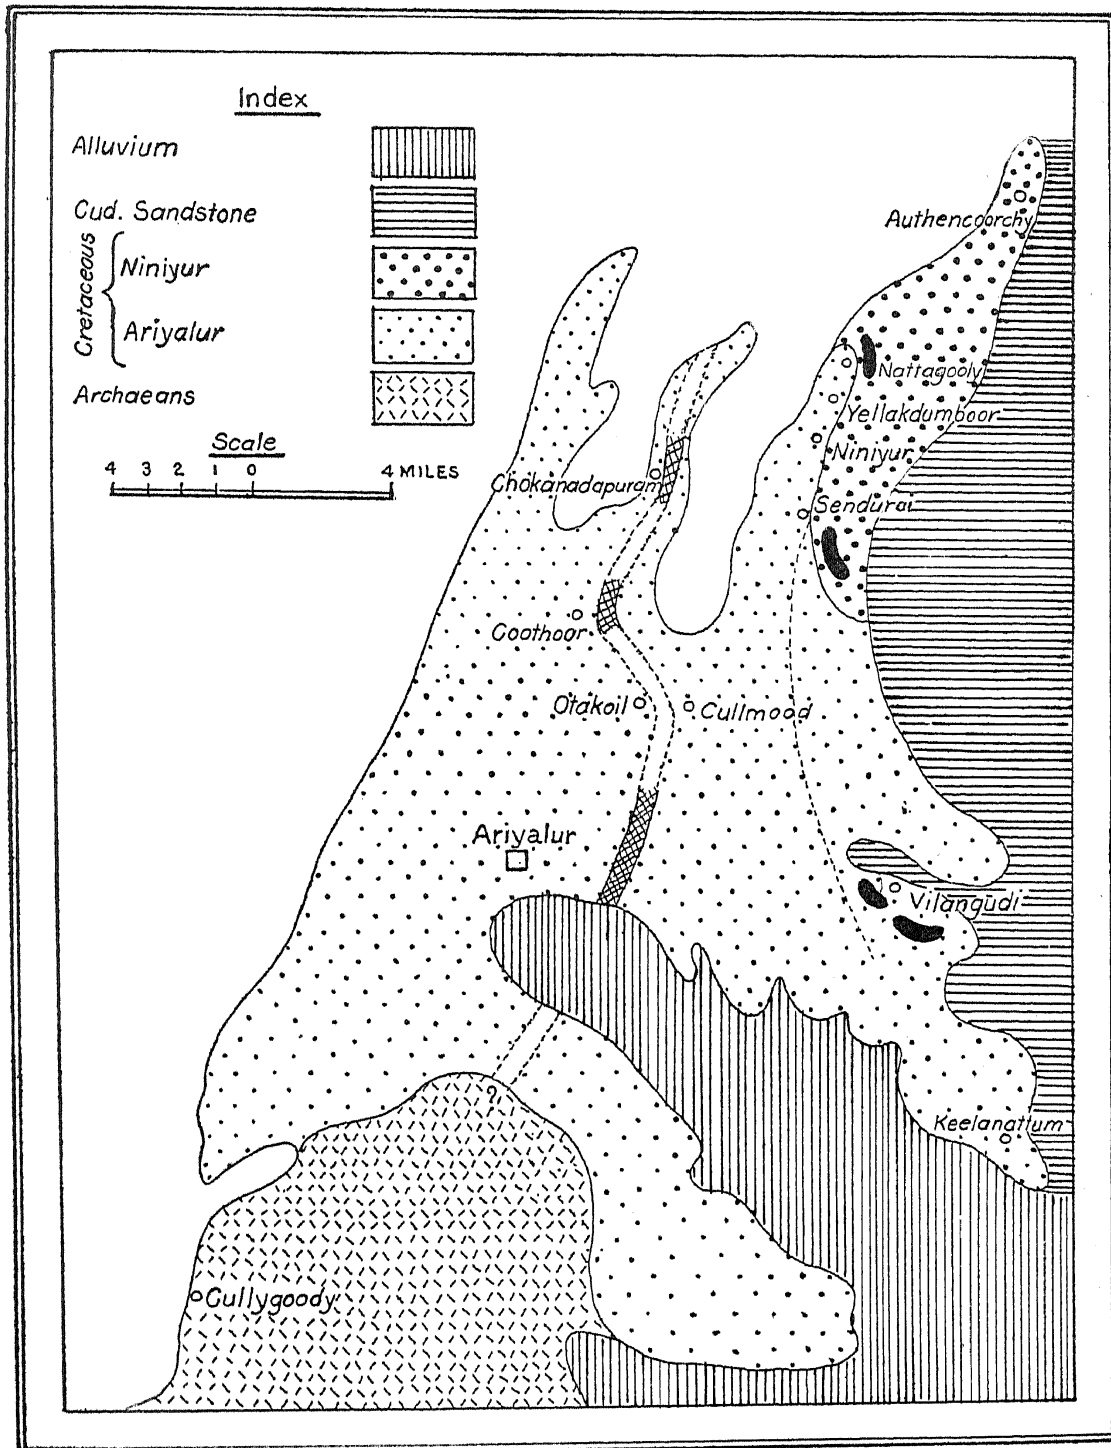 Index
Alluvium
Cud. Sandstone
Cretaceous
Niniyur
Ariyalur
Archaeans
Scale
4 3 2 1 0 4 MILES
Authencoorchy
Nattagooly
Yellakdumboor
Niniyur
Chokanadapuram
Sendurai
Coothoor
Otakoil
Cullmood
Ariyalur
Vilangudi
?
Keelanattum
Cullygoody